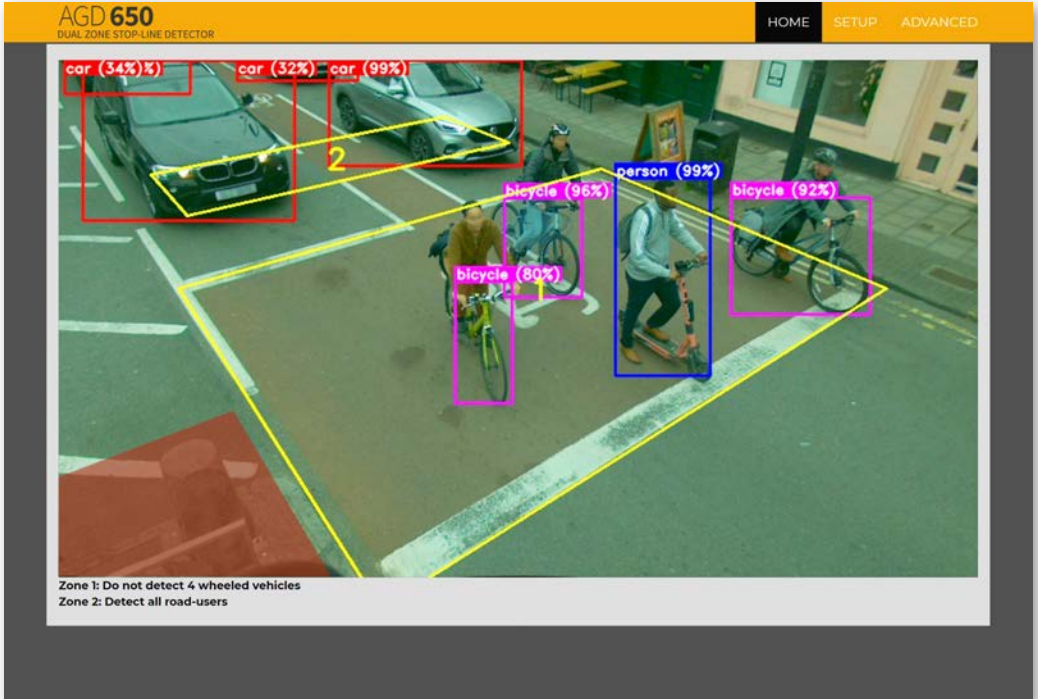 AGD 650
DUAL ZONE STOP-LINE DETECTOR
HOME SETUP ADVANCED
car (34%)%)
car (32%)
car (99%)
2
person (99%)
bicycle (96%)
bicycle (92%)
bicycle (80%)
1
Zone 1: Do not detect 4 wheeled vehicles
Zone 2: Detect all road-users